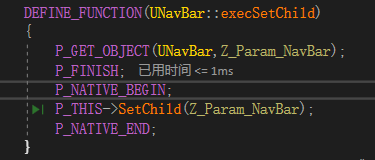 DEFINE_FUNCTION(UNavBar::execSetChild)
{
P_GET_OBJECT(UNavBar,Z_Param_NavBar);
P_FINISH; 已用时间 <= 1ms
P_NATIVE_BEGIN;
P_THIS->SetChild(Z_Param_NavBar);
P_NATIVE_END;
}